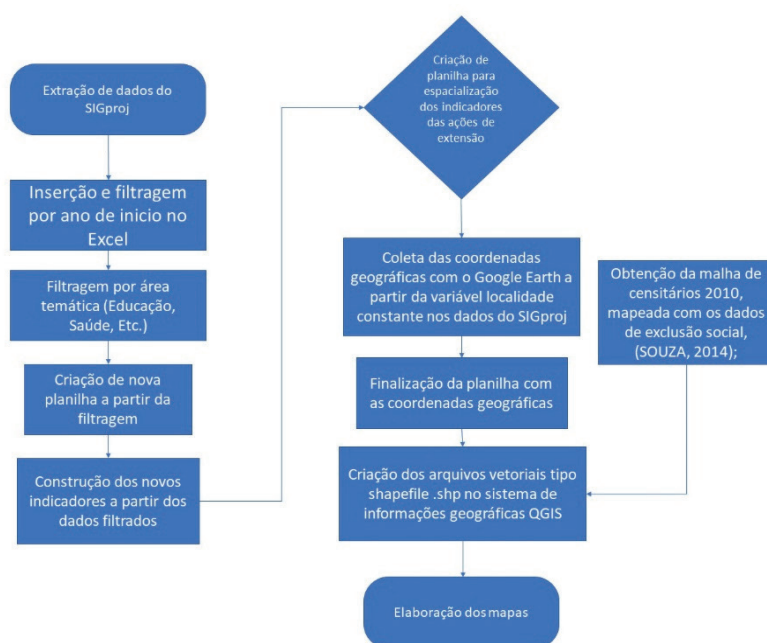 Extração de dados do
SIGproj
Inserção e filtragem
por ano de inicio no
Excel
Filtragem por área
temática (Educação,
Saúde, Etc.)
Criação de nova
planilha a partir da
filtragem
Construção dos novos
indicadores a partir dos
dados filtrados
Criação de
planilha para
espacialização
dos indicadores
das ações de
extensão
Coleta das coordenadas
geográficas com o Google Earth a
partir da variável localidade
constante nos dados do SIGproj
Finalização da planilha com
as coordenadas geográficas
Obtenção da malha de
censitários 2010,
mapeada com os dados
de exclusão social,
(SOUZA, 2014);
Criação dos arquivos vetoriais tipo
shapefile .shp no sistema de
informações geográficas QGIS
Elaboração dos mapas